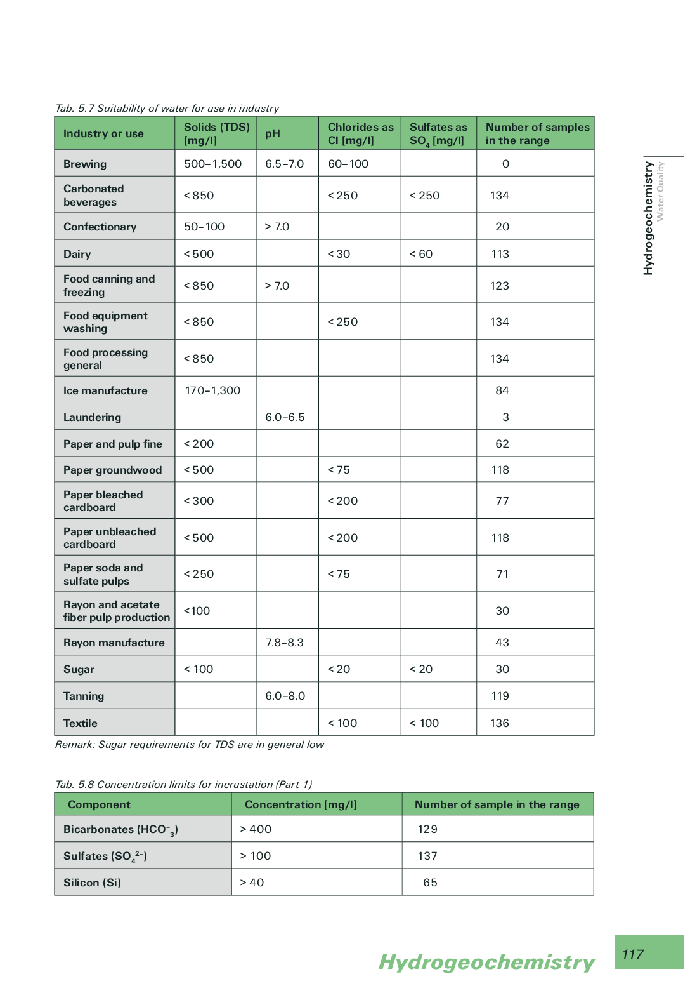 Tab. 5.7 Suitability of water for use in industry
Industry or use Solids (TDS) [mg/l] pH Chlorides as Cl [mg/l] Sulfates as SO4 [mg/l] Number of samples in the range
Brewing 500–1,500 6.5–7.0 60–100 0
Carbonated beverages < 850 < 250 < 250 134
Confectionary 50–100 > 7.0 20
Dairy < 500 < 30 < 60 113
Food canning and freezing < 850 > 7.0 123
Food equipment washing < 850 < 250 134
Food processing general < 850 134
Ice manufacture 170–1,300 84
Laundering 6.0–6.5 3
Paper and pulp fine < 200 62
Paper groundwood < 500 < 75 118
Paper bleached cardboard < 300 < 200 77
Paper unbleached cardboard < 500 < 200 118
Paper soda and sulfate pulps < 250 < 75 71
Rayon and acetate fiber pulp production <100 30
Rayon manufacture 7.8–8.3 43
Sugar < 100 < 20 < 20 30
Tanning 6.0–8.0 119
Textile < 100 < 100 136
Remark: Sugar requirements for TDS are in general low
Tab. 5.8 Concentration limits for incrustation (Part 1)
Component Concentration [mg/l] Number of sample in the range
Bicarbonates (HCO⁻₃) > 400 129
Sulfates (SO₄²⁻) > 100 137
Silicon (Si) > 40 65
Hydrogeochemistry
Water Quality
Hydrogeochemistry
117